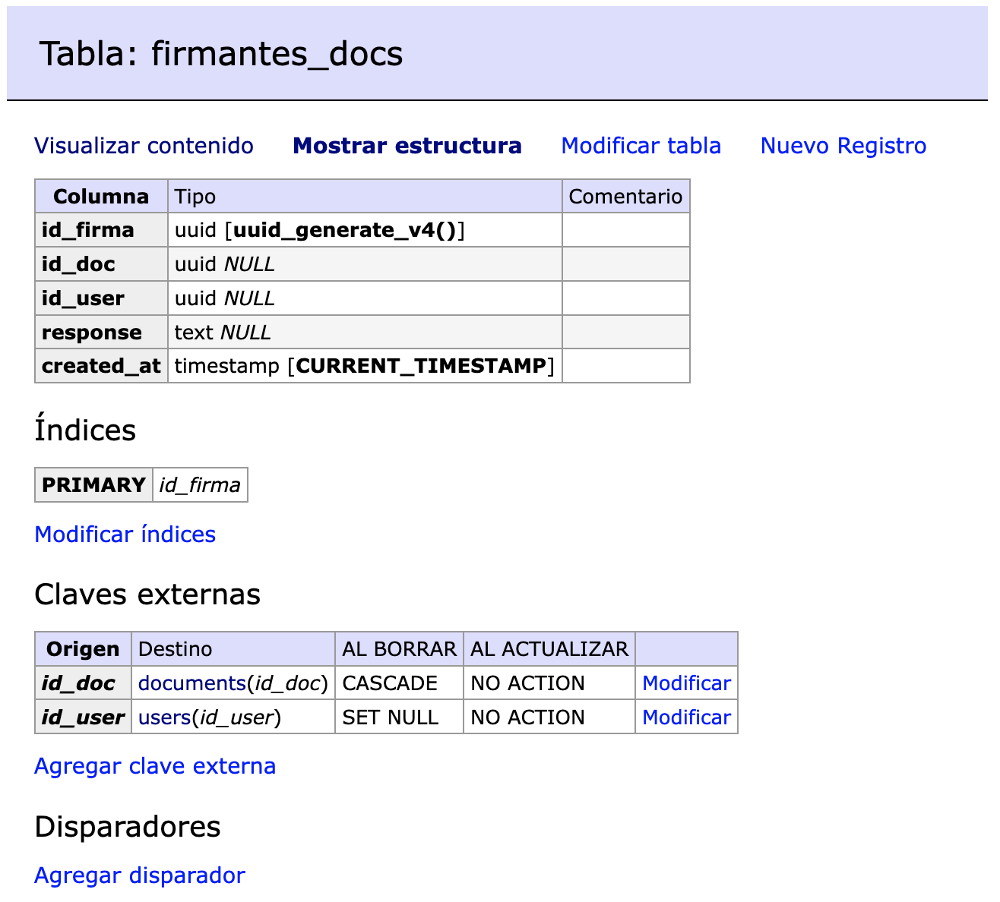 Tabla: firmantes_docs
Visualizar contenido Mostrar estructura Modificar tabla Nuevo Registro
Columna Tipo Comentario
id_firma uuid [uuid_generate_v4()]
id_doc uuid NULL
id_user uuid NULL
response text NULL
created_at timestamp [CURRENT_TIMESTAMP]
Índices
PRIMARY id_firma
Modificar índices
Claves externas
Origen Destino AL BORRAR AL ACTUALIZAR
id_doc documents(id_doc) CASCADE NO ACTION Modificar
id_user users(id_user) SET NULL NO ACTION Modificar
Agregar clave externa
Disparadores
Agregar disparador